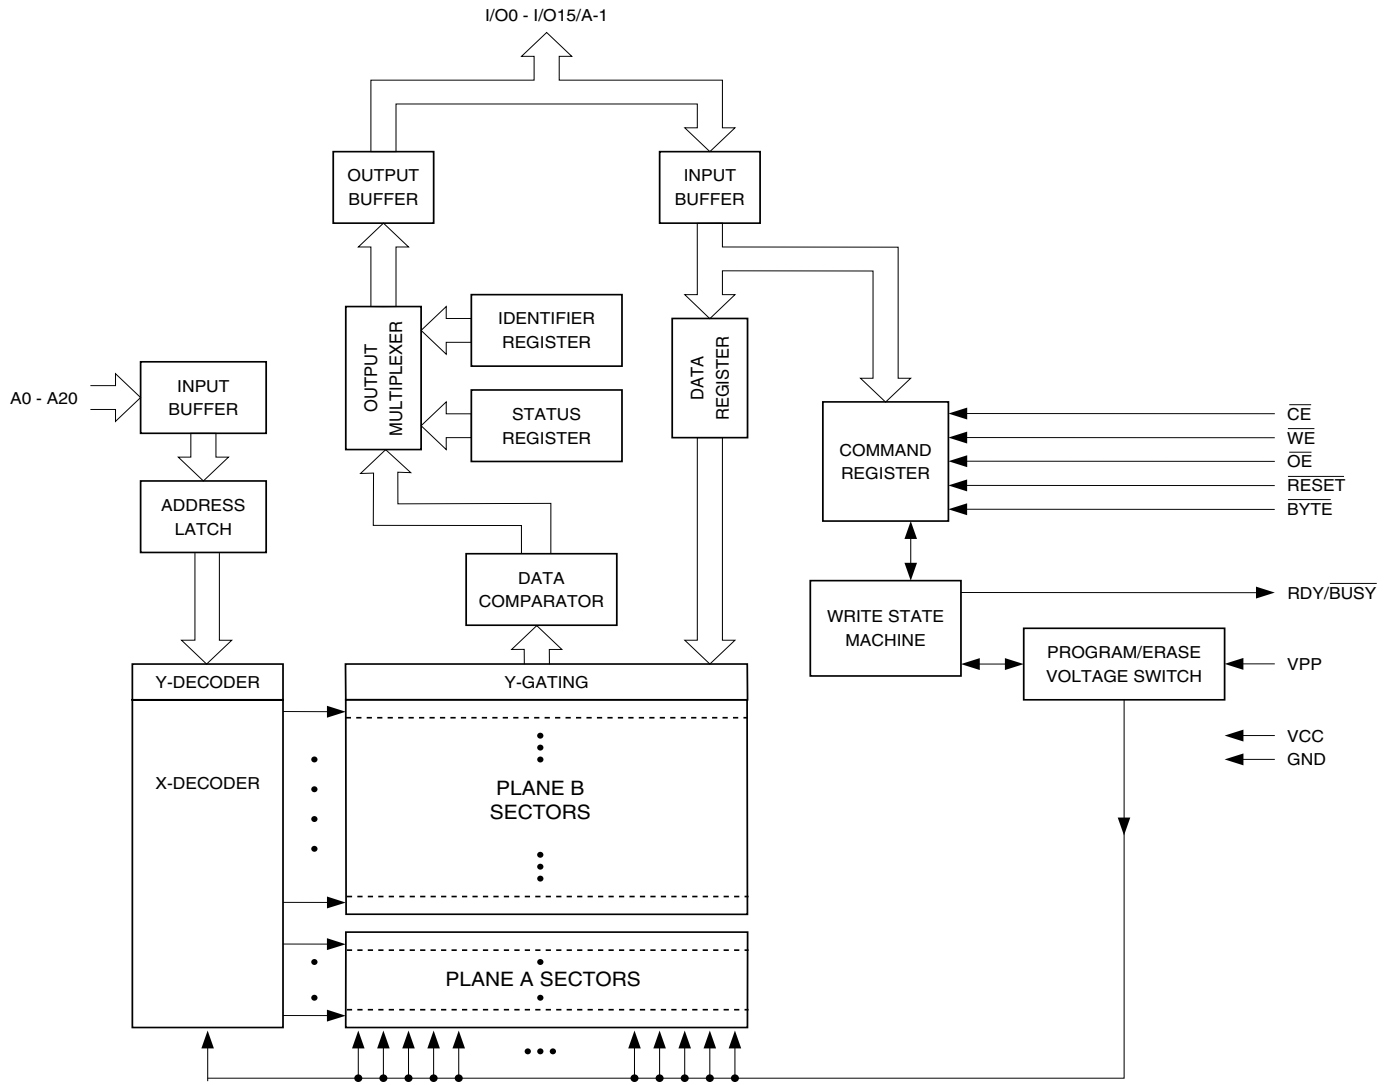 I/O0 - I/O15/A-1
OUTPUT
BUFFER
INPUT
BUFFER
IDENTIFIER
REGISTER
OUTPUT
MULTIPLEXER
DATA
REGISTER
A0 - A20
INPUT
BUFFER
STATUS
REGISTER
COMMAND
REGISTER
CE
WE
OE
RESET
BYTE
ADDRESS
LATCH
DATA
COMPARATOR
WRITE STATE
MACHINE
RDY/BUSY
PROGRAM/ERASE
VOLTAGE SWITCH
VPP
Y-DECODER
Y-GATING
VCC
GND
X-DECODER
PLANE B
SECTORS
PLANE A SECTORS